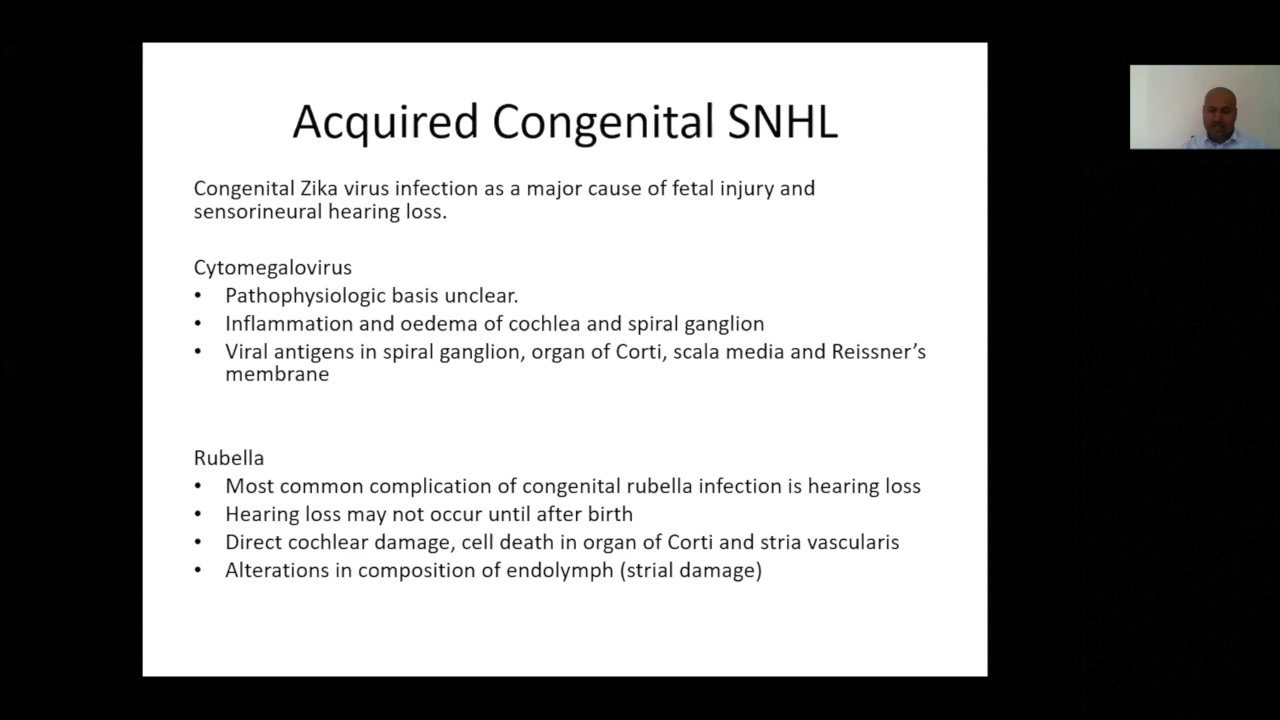 Acquired Congenital SNHL
Congenital Zika virus infection as a major cause of fetal injury and
sensorineural hearing loss.
Cytomegalovirus
• Pathophysiologic basis unclear.
• Inflammation and oedema of cochlea and spiral ganglion
• Viral antigens in spiral ganglion, organ of Corti, scala media and Reissner’s
membrane
Rubella
• Most common complication of congenital rubella infection is hearing loss
• Hearing loss may not occur until after birth
• Direct cochlear damage, cell death in organ of Corti and stria vascularis
• Alterations in composition of endolymph (strial damage)